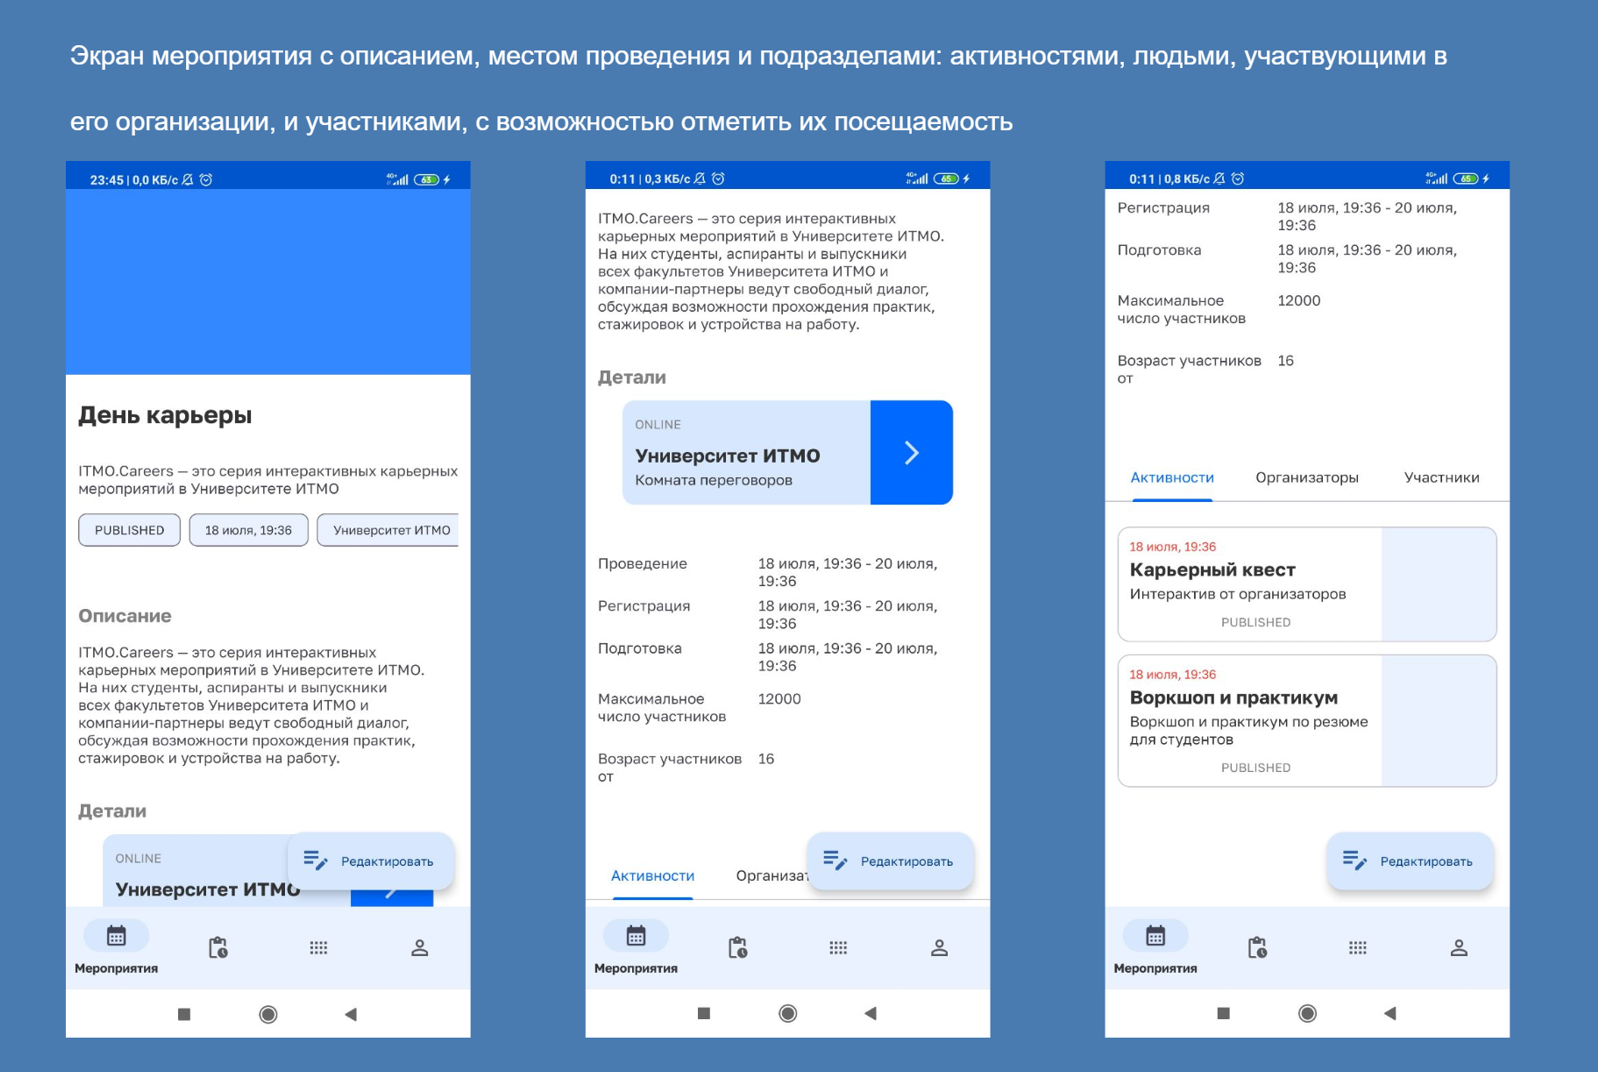 Экран мероприятия с описанием, местом проведения и подразделами: активностями, людьми, участвующими в
его организации, и участниками, с возможностью отметить их посещаемость
23:45 | 0,0 КБ/с 4G+ 63
День карьеры
ITMO.Careers — это серия интерактивных карьерных
мероприятий в Университете ИТМО
PUBLISHED
18 июля, 19:36
Университет ИТМО
Описание
ITMO.Careers — это серия интерактивных
карьерных мероприятий в Университете ИТМО.
На них студенты, аспиранты и выпускники
всех факультетов Университета ИТМО и
компании-партнеры ведут свободный диалог,
обсуждая возможности прохождения практик,
стажировок и устройства на работу.
Детали
ONLINE
Университет ИТМО
Редактировать
Мероприятия
0:11 | 0,3 КБ/с 4G+ 65
ITMO.Careers — это серия интерактивных
карьерных мероприятий в Университете ИТМО.
На них студенты, аспиранты и выпускники
всех факультетов Университета ИТМО и
компании-партнеры ведут свободный диалог,
обсуждая возможности прохождения практик,
стажировок и устройства на работу.
Детали
ONLINE
Университет ИТМО
Комната переговоров
Проведение 18 июля, 19:36 - 20 июля,
19:36
Регистрация 18 июля, 19:36 - 20 июля,
19:36
Подготовка 18 июля, 19:36 - 20 июля,
19:36
Максимальное 12000
число участников
Возраст участников 16
от
Активности Организат
Редактировать
Мероприятия
0:11 | 0,8 КБ/с 4G+ 65
Регистрация 18 июля, 19:36 - 20 июля,
19:36
Подготовка 18 июля, 19:36 - 20 июля,
19:36
Максимальное 12000
число участников
Возраст участников 16
от
Активности Организаторы Участники
18 июля, 19:36
Карьерный квест
Интерактив от организаторов
PUBLISHED
18 июля, 19:36
Воркшоп и практикум
Воркшоп и практикум по резюме
для студентов
PUBLISHED
Редактировать
Мероприятия